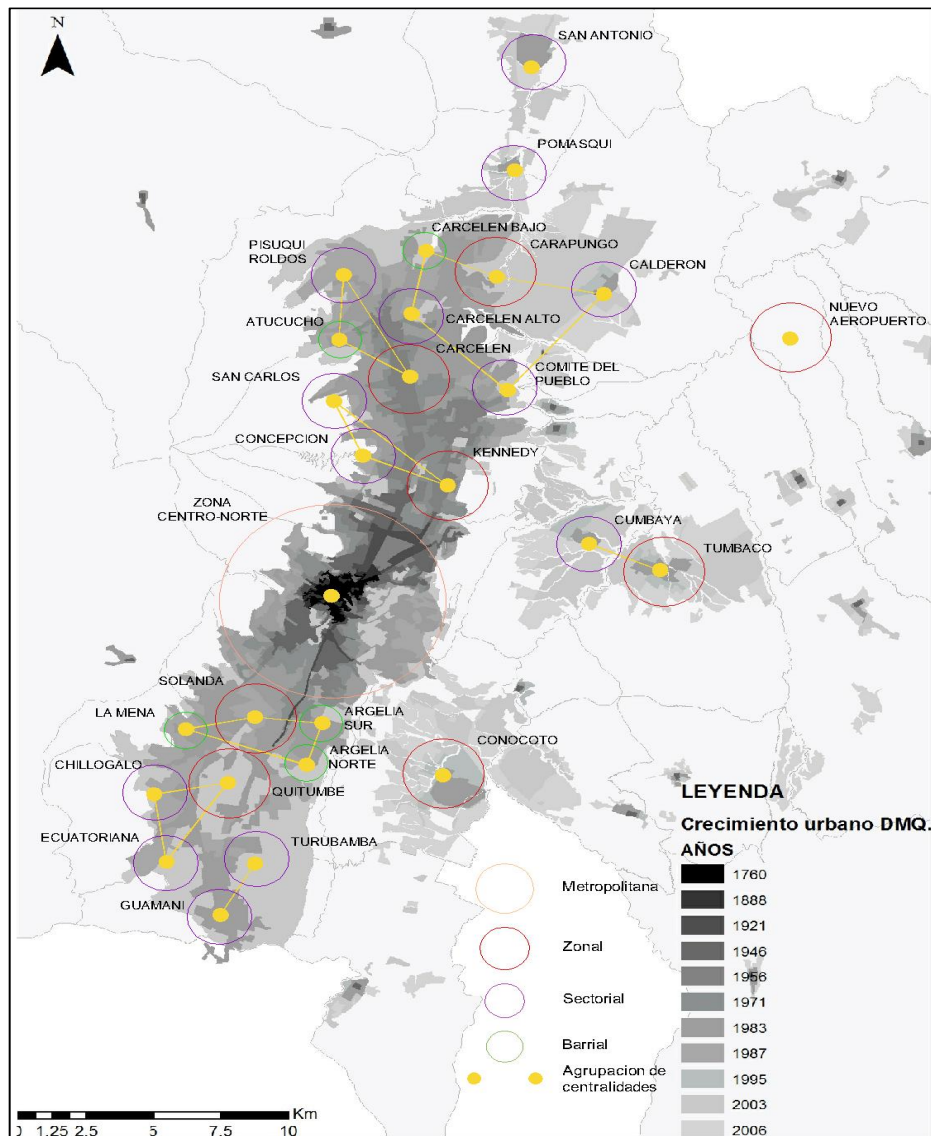 N
SAN ANTONIO
POMASQUI
CARCELEN BAJO
PISUQUI
ROLDOS
CARAPUNGO
CALDERON
NUEVO
AEROPUERTO
ATUCUCHO
CARCELEN ALTO
CARCELEN
COMITE DEL
PUEBLO
SAN CARLOS
CONCEPCION
KENNEDY
ZONA
CENTRO-NORTE
CUMBAYA
TUMBACO
SOLANDA
LA MENA
ARGELIA
SUR
ARGELIA
NORTE
CONOCOTO
CHILLOGALO
QUITUMBE
ECUATORIANA
TURUBAMBA
GUAMANI
LEYENDA
Crecimiento urbano DMQ.
AÑOS
1760
1888
1921
1946
1956
1971
1983
1987
1995
2003
2006
Metropolitana
Zonal
Sectorial
Barrial
Agrupacion de
centralidades
Km
0 1.25 2.5 5 7.5 10